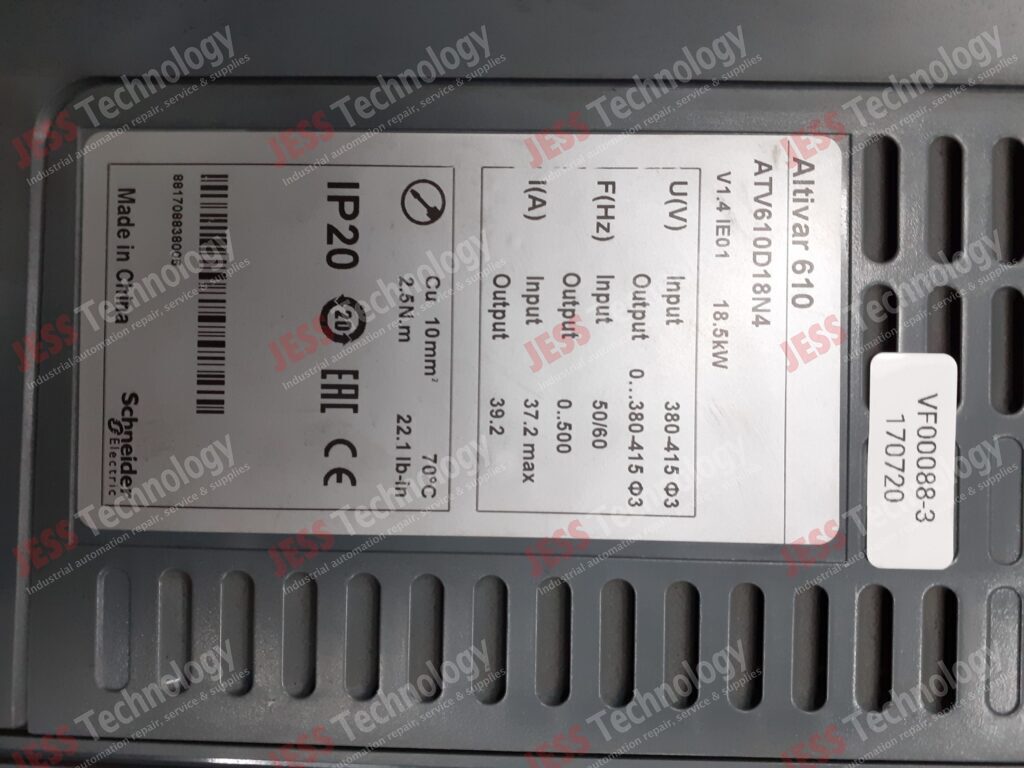 Altivar 610
ATV610D18N4
V1.4 IE01 18.5kW
U(V) Input 380-415 Φ3
Output 0...380-415 Φ3
F(Hz) Input 50/60
Output 0...500
I(A) Input 37.2 max
Output 39.2
Cu 10mm² 70°C
2.5N.m 22.1 lb-in
IP20 20 EAC CE
Made in China
Schneider
Electric
VF00088-3
170720
JESS Technology
Industrial automation repair, service & supplies